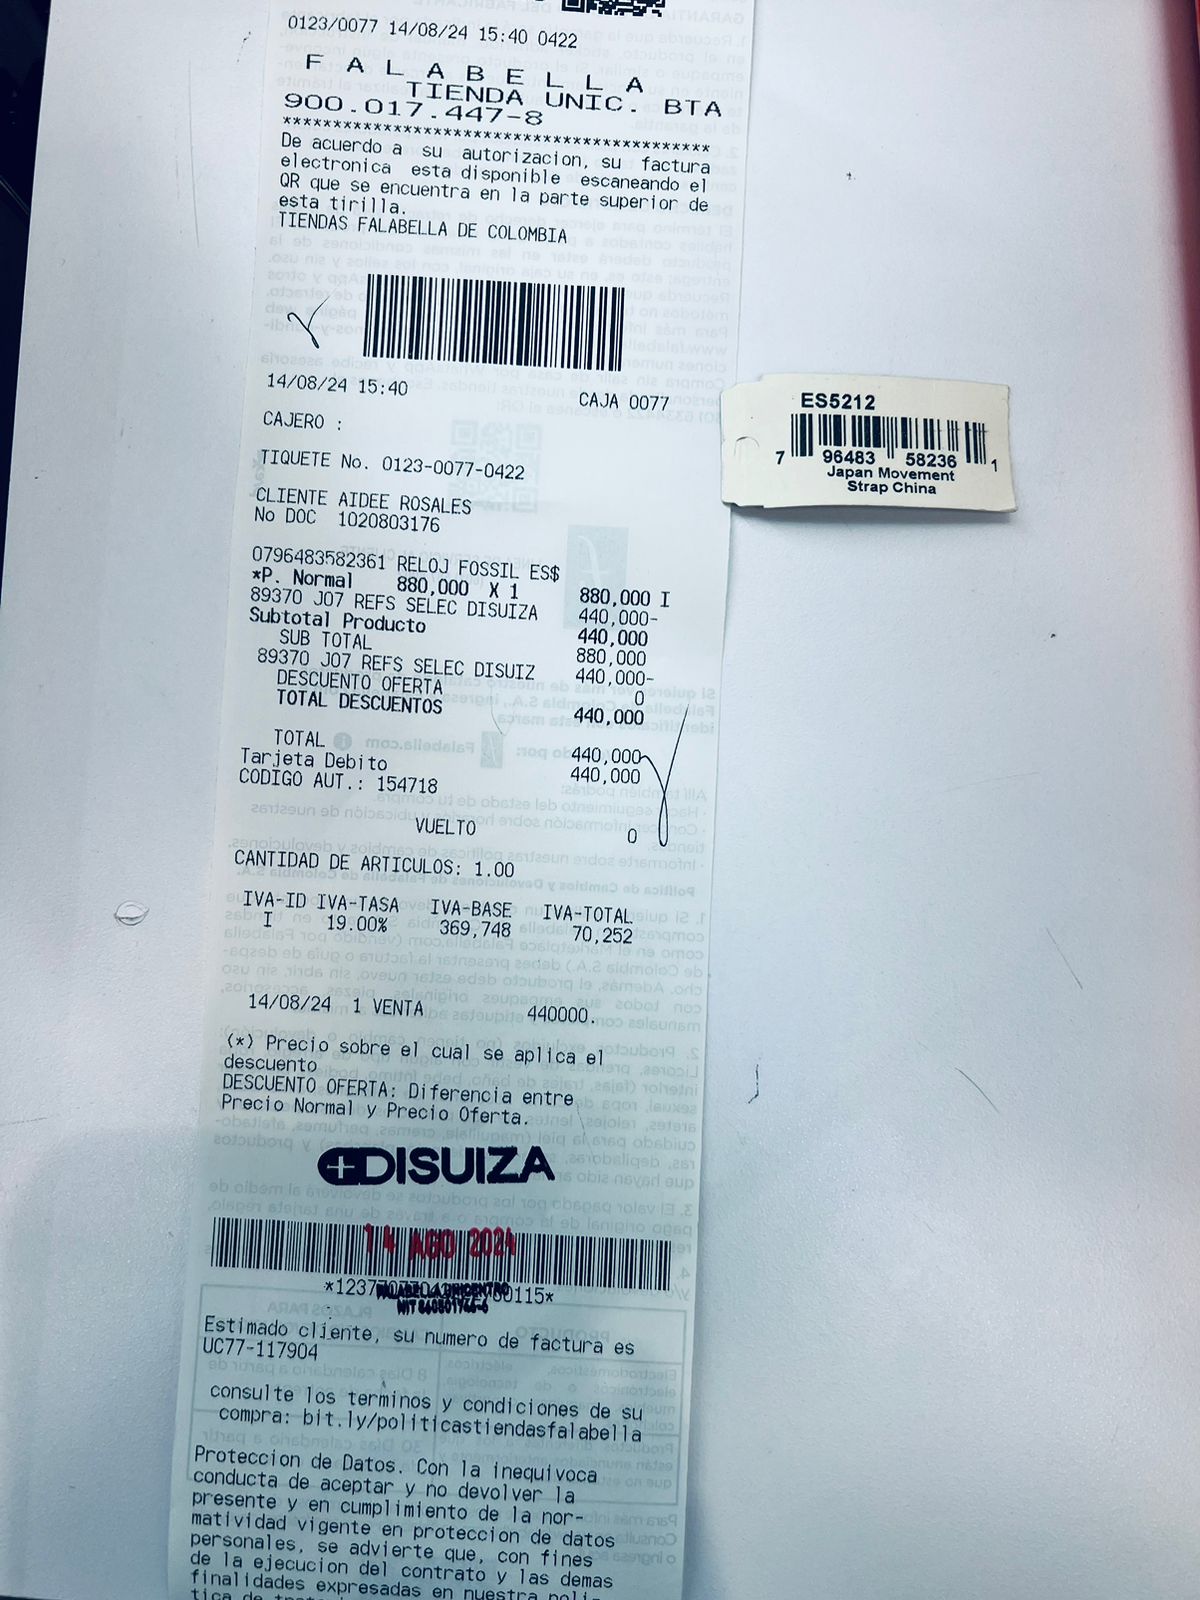 0123/0077 14/08/24 15:40 0422
F A L A B E L L A
TIENDA UNIC. BTA
900.017.447-8
******************************************
De acuerdo a su autorizacion, su factura
electronica esta disponible escaneando el
QR que se encuentra en la parte superior de
esta tirilla.
TIENDAS FALABELLA DE COLOMBIA
14/08/24 15:40 CAJA 0077
CAJERO :
TIQUETE No. 0123-0077-0422
CLIENTE AIDEE ROSALES
No DOC 1020803176
0796483582361 RELOJ FOSSIL ES$
*P. Normal 880,000 X 1 880,000 I
89370 J07 REFS SELEC DISUIZA 440,000-
Subtotal Producto 440,000
SUB TOTAL 880,000
89370 J07 REFS SELEC DISUIZ 440,000-
DESCUENTO OFERTA 0
TOTAL DESCUENTOS 440,000
TOTAL 440,000
Tarjeta Debito 440,000
CODIGO AUT.: 154718
VUELTO 0
CANTIDAD DE ARTICULOS: 1.00
IVA-ID IVA-TASA IVA-BASE IVA-TOTAL
I 19.00% 369,748 70,252
14/08/24 1 VENTA 440000.
(*) Precio sobre el cual se aplica el
descuento
DESCUENTO OFERTA: Diferencia entre
Precio Normal y Precio Oferta.
DISUIZA
14 AGO 2024
FALABELLA UNICENTRO
Estimado cliente, su numero de factura es
UC77-117904
consulte los terminos y condiciones de su
compra: bit.ly/politicastiendasfalabella
Proteccion de Datos. Con la inequivoca
conducta de aceptar y no devolver la
presente y en cumplimiento de la nor-
matividad vigente en proteccion de datos
personales, se advierte que, con fines
de la ejecucion del contrato y las demas
finalidades expresadas en nuestra poli-
ES5212
7 96483 58236 1
Japan Movement
Strap China